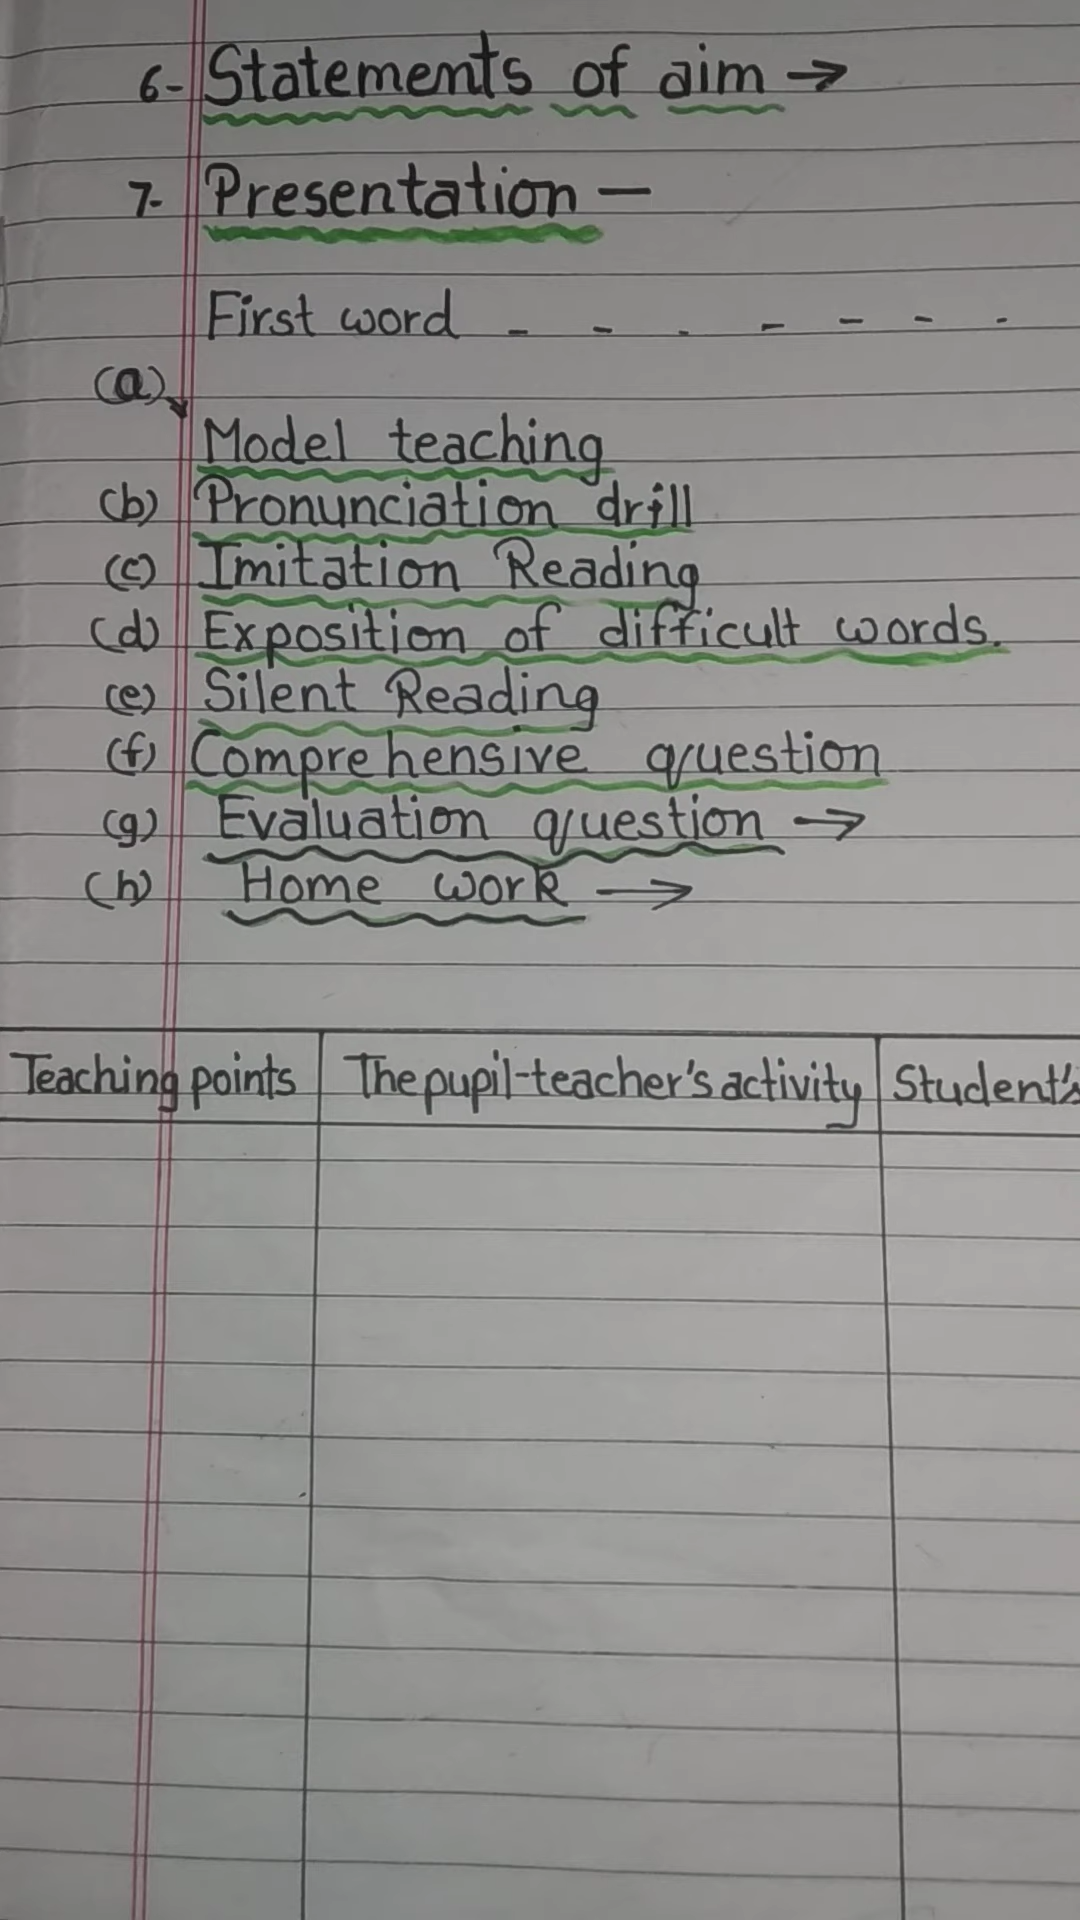 6- Statements of aim →
7- Presentation —
First word - - - - - - -
(a)
Model teaching
(b) Pronunciation drill
(c) Imitation Reading
(d) Exposition of difficult words.
(e) Silent Reading
(f) Comprehensive question
(g) Evaluation question →
(h) Home work →
Teaching points The pupil-teacher's activity Student's